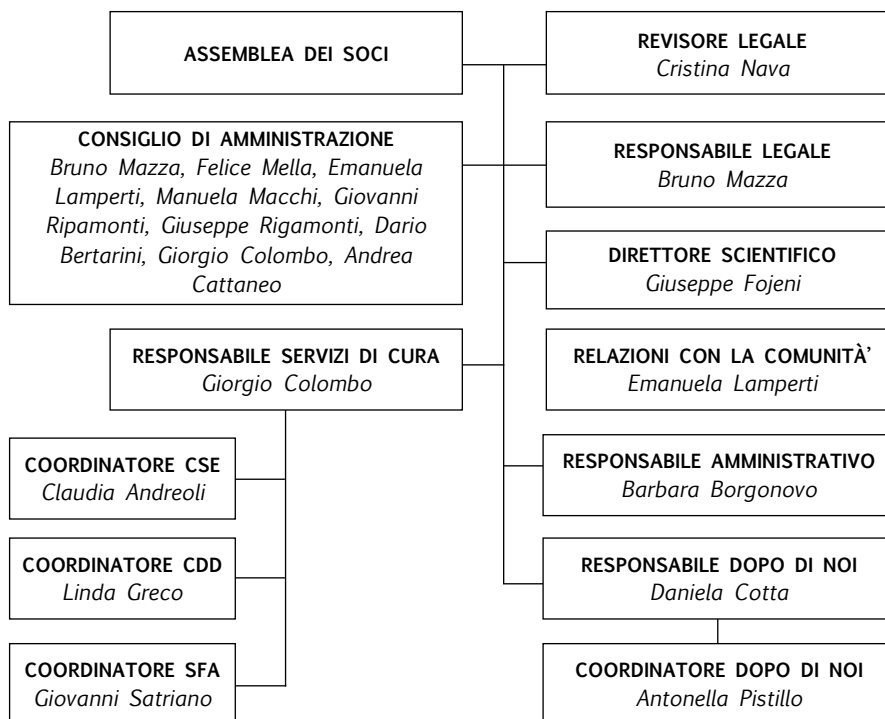 ASSEMBLEA DEI SOCI
REVISORE LEGALE
Cristina Nava
CONSIGLIO DI AMMINISTRAZIONE
Bruno Mazza, Felice Mella, Emanuela
Lamperti, Manuela Macchi, Giovanni
Ripamonti, Giuseppe Rigamonti, Dario
Bertarini, Giorgio Colombo, Andrea
Cattaneo
RESPONSABILE LEGALE
Bruno Mazza
DIRETTORE SCIENTIFICO
Giuseppe Fojeni
RESPONSABILE SERVIZI DI CURA
Giorgio Colombo
RELAZIONI CON LA COMUNITÀ’
Emanuela Lamperti
COORDINATORE CSE
Claudia Andreoli
RESPONSABILE AMMINISTRATIVO
Barbara Borgonovo
COORDINATORE CDD
Linda Greco
RESPONSABILE DOPO DI NOI
Daniela Cotta
COORDINATORE SFA
Giovanni Satriano
COORDINATORE DOPO DI NOI
Antonella Pistillo